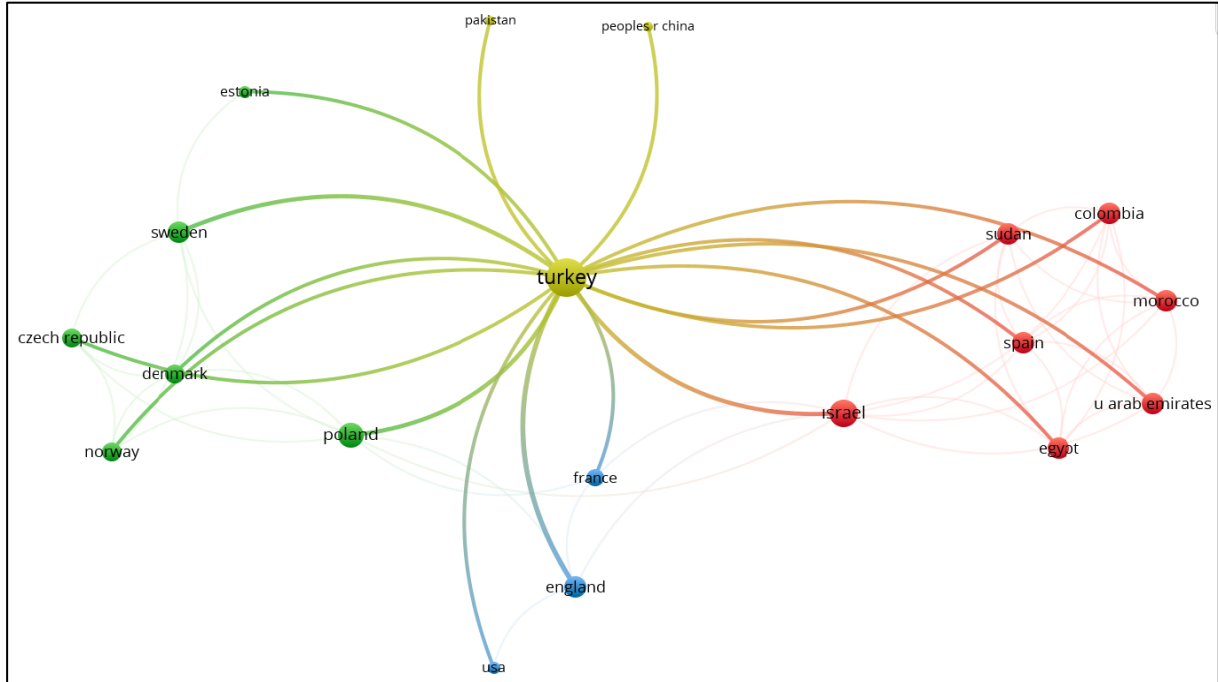 pakistan
peoples r china
estonia
colombia
sweden
sudan
turkey
morocco
czech republic
spain
denmark
u arab emirates
ısrael
poland
egypt
norway
france
england
usa